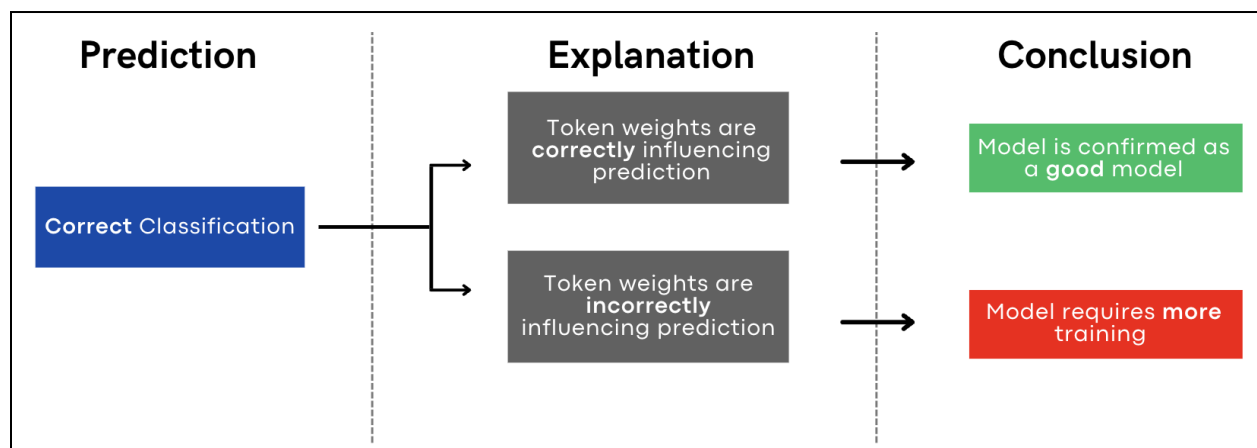 Prediction
Explanation
Conclusion
Correct Classification
Token weights are
correctly influencing
prediction
Model is confirmed as
a good model
Token weights are
incorrectly
influencing prediction
Model requires more
training